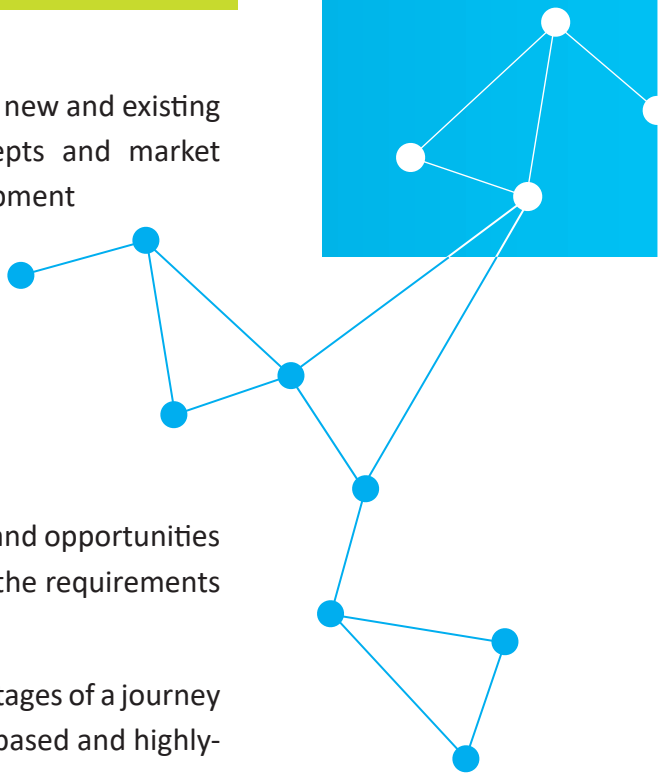 new and existing
epts and market
pment
and opportunities
the requirements
tages of a journey
based and highly-